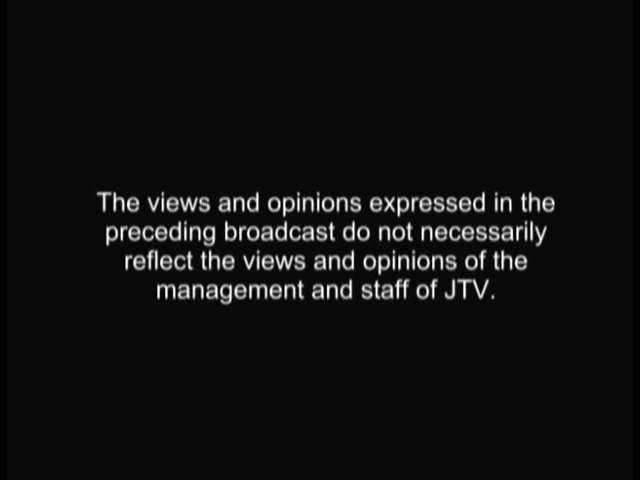 The views and opinions expressed in the
preceding broadcast do not necessarily
reflect the views and opinions of the
management and staff of JTV.